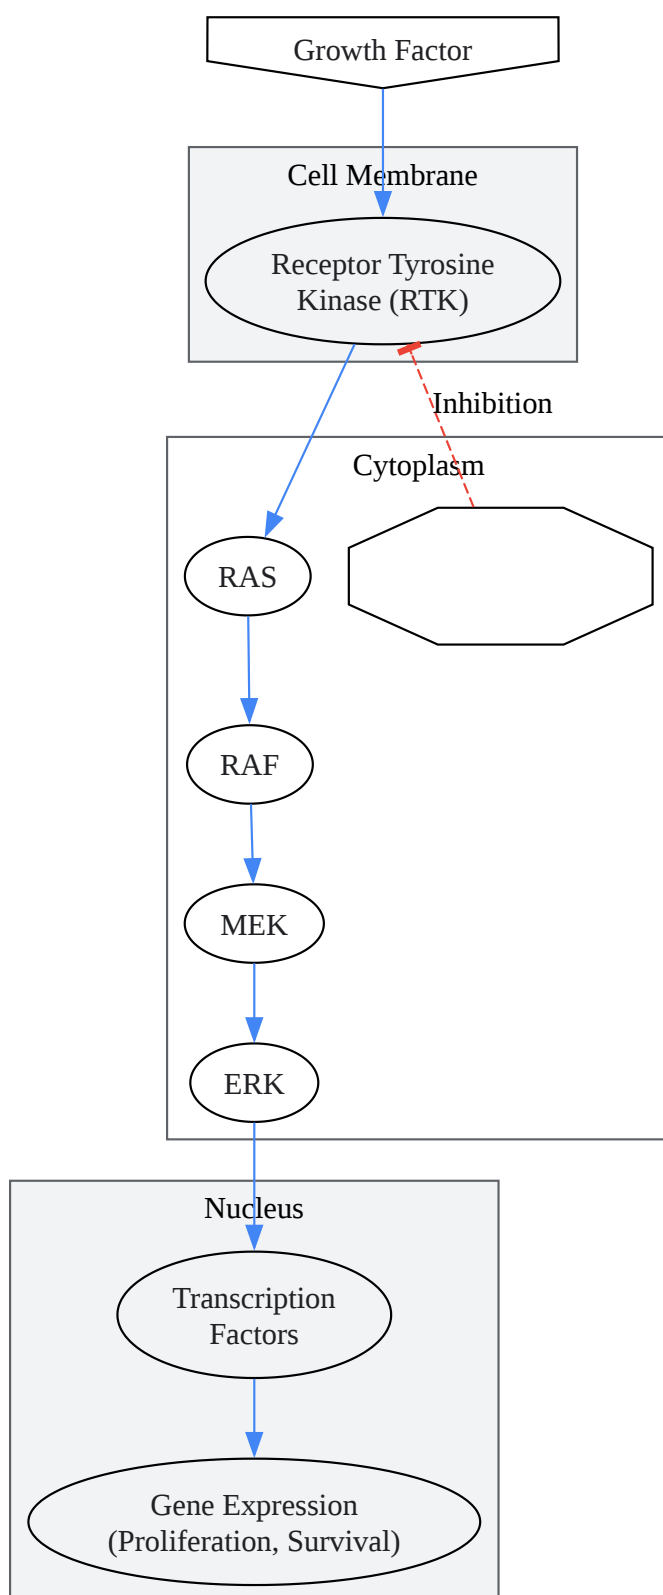 Growth Factor
Cell Membrane
Receptor Tyrosine
Kinase (RTK)
Inhibition
Cytoplasm
RAS
RAF
MEK
ERK
Nucleus
Transcription
Factors
Gene Expression
(Proliferation, Survival)